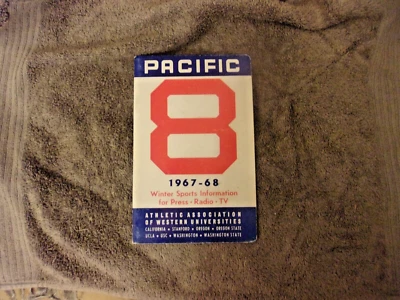 PACIFIC
8
1967-68
Winter Sports Information
for Press • Radio • TV
ATHLETIC ASSOCIATION
OF WESTERN UNIVERSITIES
CALIFORNIA • STANFORD • OREGON • OREGON STATE
UCLA • USC • WASHINGTON • WASHINGTON STATE